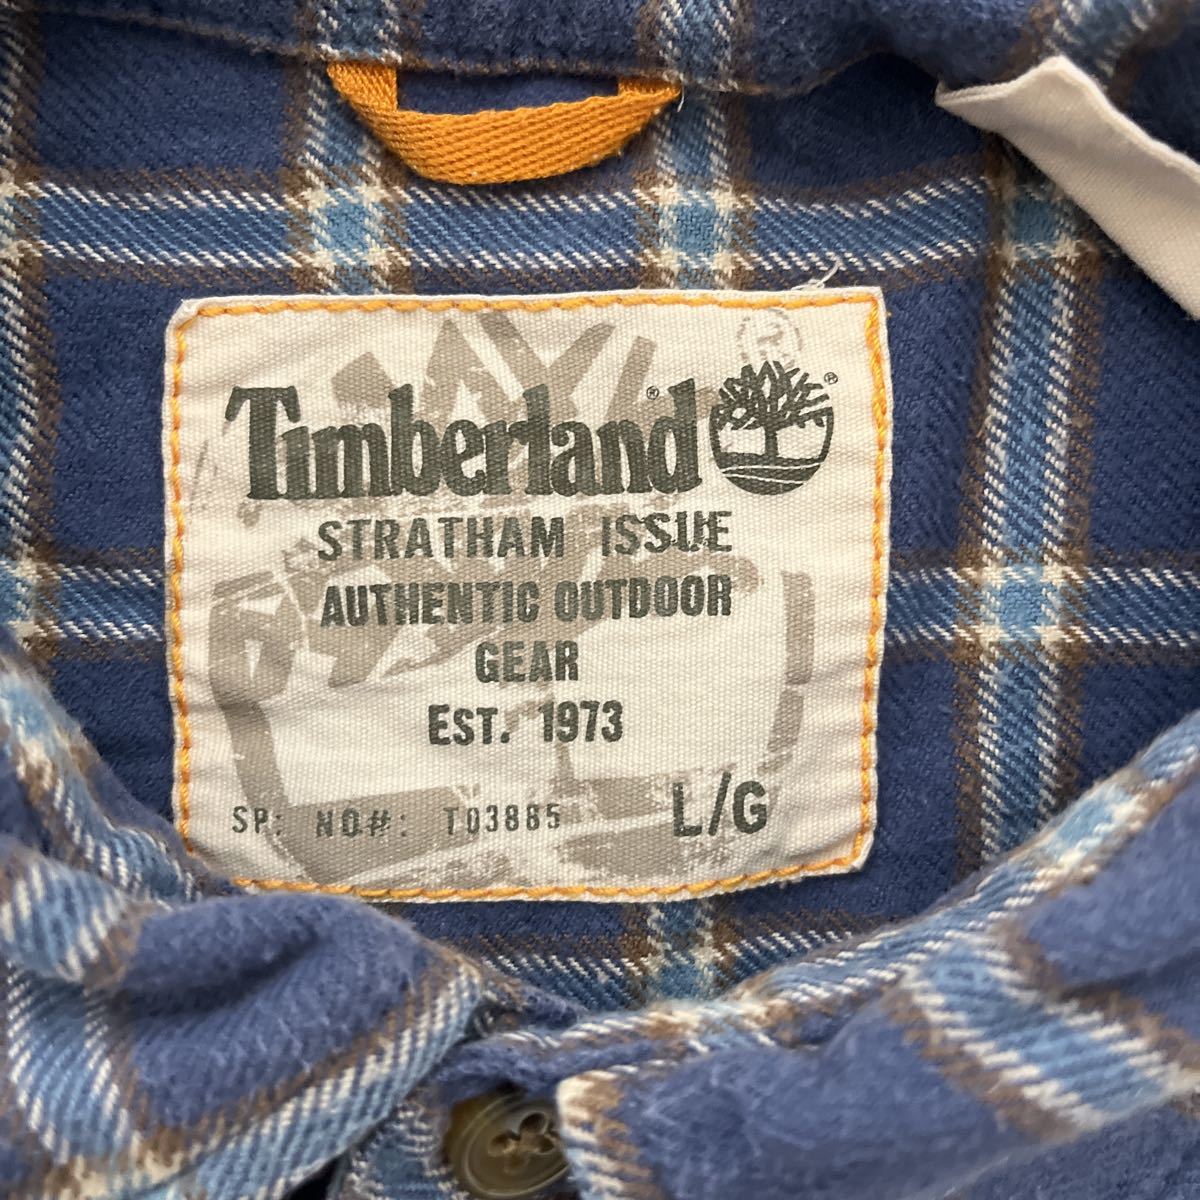 Timberland®
®
STRATHAM ISSUE
AUTHENTIC OUTDOOR
GEAR
EST. 1973
SP: NO#: T03885 L/G